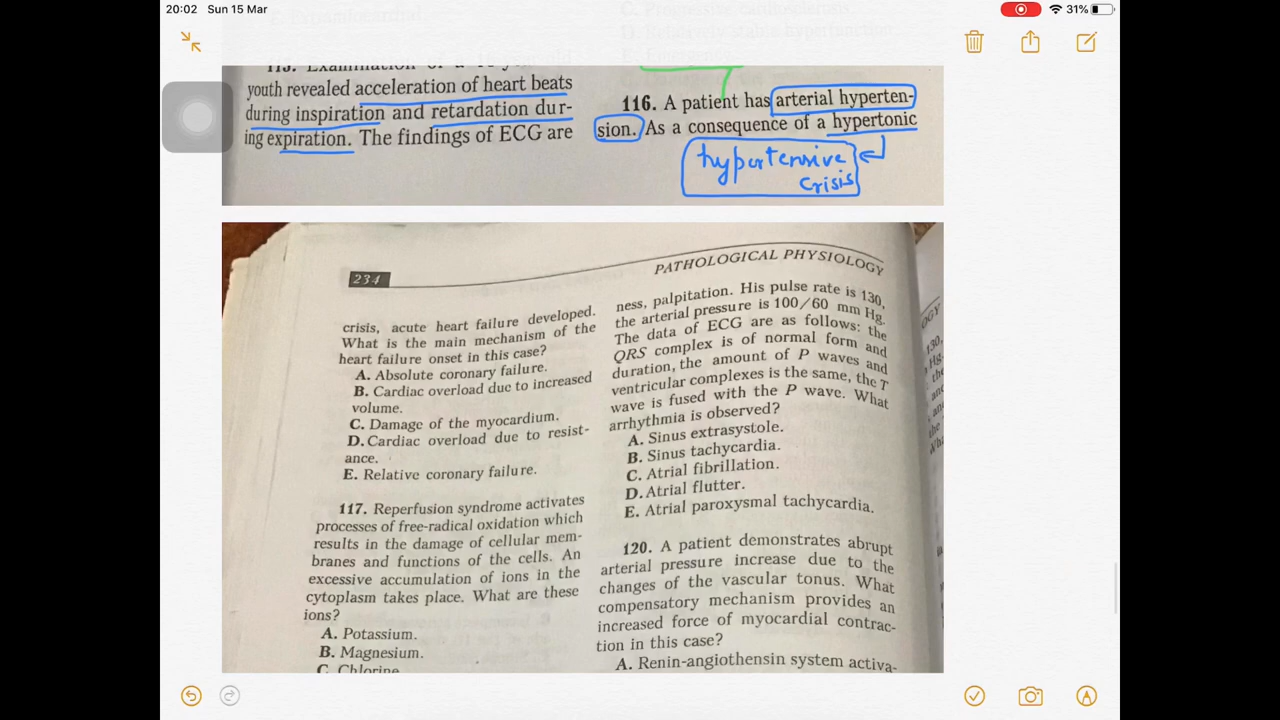 20:02 Sun 15 Mar
31%
youth revealed acceleration of heart beats
during inspiration and retardation dur-
ing expiration. The findings of ECG are
116. A patient has arterial hyperten-
sion. As a consequence of a hypertonic
hypertensive
crisis
234
PATHOLOGICAL PHYSIOLOGY
crisis, acute heart failure developed.
What is the main mechanism of the
heart failure onset in this case?
A. Absolute coronary failure.
B. Cardiac overload due to increased
volume.
C. Damage of the myocardium.
D. Cardiac overload due to resist-
ance.
E. Relative coronary failure.
117. Reperfusion syndrome activates
processes of free-radical oxidation which
results in the damage of cellular mem-
branes and functions of the cells. An
excessive accumulation of ions in the
cytoplasm takes place. What are these
ions?
A. Potassium.
B. Magnesium.
C. Chlorine
ness, palpitation. His pulse rate is 130,
the arterial pressure is 100/60 mm Hg.
The data of ECG are as follows: the
QRS complex is of normal form and
duration, the amount of P waves and
ventricular complexes is the same, the T
wave is fused with the P wave. What
arrhythmia is observed?
A. Sinus extrasystole.
B. Sinus tachycardia.
C. Atrial fibrillation.
D. Atrial flutter.
E. Atrial paroxysmal tachycardia.
120. A patient demonstrates abrupt
arterial pressure increase due to the
changes of the vascular tonus. What
compensatory mechanism provides an
increased force of myocardial contrac-
tion in this case?
A. Renin-angiothensin system activa-